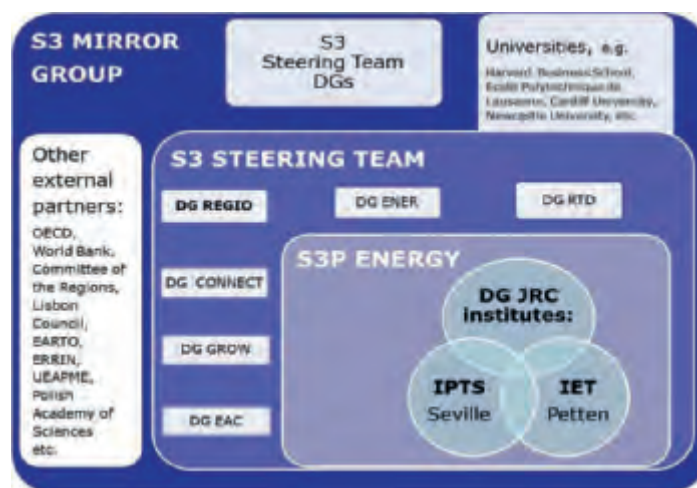 S3 MIRROR
GROUP
S3
Steering Team
DGs
Universities, e.g.
Harvard Business School,
Ecole Polytechnique de
Lausanne, Cardiff University,
Newcastle University, etc.
Other
external
partners:
OECD,
World Bank,
Committee of
the Regions,
Lisbon
Council,
EARTO,
ERRIN,
UEAPME,
Polish
Academy of
Sciences
etc.
S3 STEERING TEAM
DG REGIO
DG ENER
DG RTD
DG CONNECT
DG GROW
DG EAC
S3P ENERGY
DG JRC
institutes:
IPTS
Seville
IET
Petten